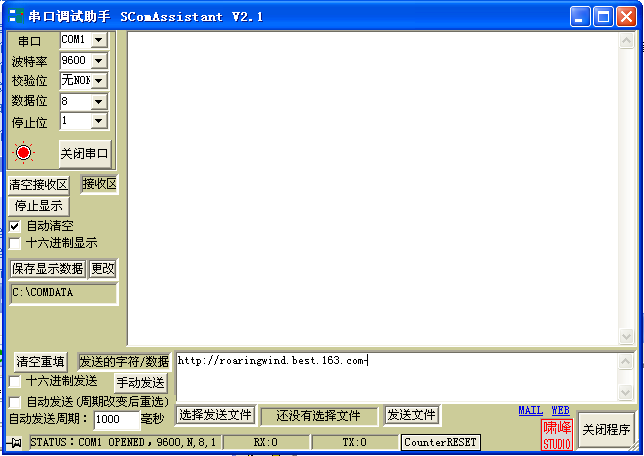 串口调试助手 SComAssistant V2.1
串口 COM1
波特率 9600
校验位 无NON
数据位 8
停止位 1
关闭串口
清空接收区 接收区
停止显示
自动清空
十六进制显示
保存显示数据 更改
C:\COMDATA
清空重填 发送的字符/数据 http://roaringwind.best.163.com
十六进制发送 手动发送
自动发送(周期改变后重选)
自动发送周期: 1000 毫秒 选择发送文件 还没有选择文件 发送文件 MAIL WEB
啸峰
STUDIO
关闭程序
STATUS:COM1 OPENED,9600,N,8,1 RX:0 TX:0 CounterRESET